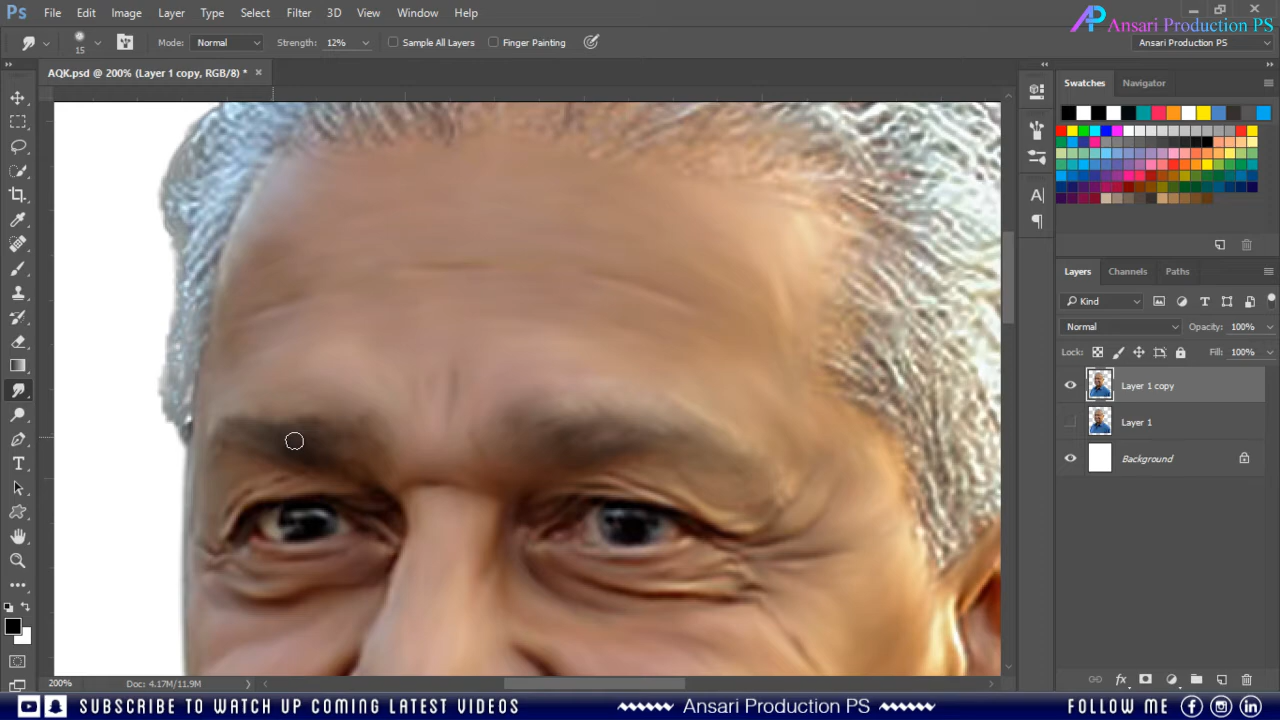 Ps File Edit Image Layer Type Select Filter 3D View Window Help
Ansari Production PS
15 Mode: Normal Strength: 12% Sample All Layers Finger Painting Ansari Production PS
AQK.psd @ 200% (Layer 1 copy, RGB/8) *
Swatches Navigator
Layers Channels Paths
Kind
Normal Opacity: 100%
Lock: Fill: 100%
Layer 1 copy
Layer 1
Background
200% Doc: 4.17M/11.9M
SUBSCRIBE TO WATCH UP COMING LATEST VIDEOS Ansari Production PS FOLLOW ME